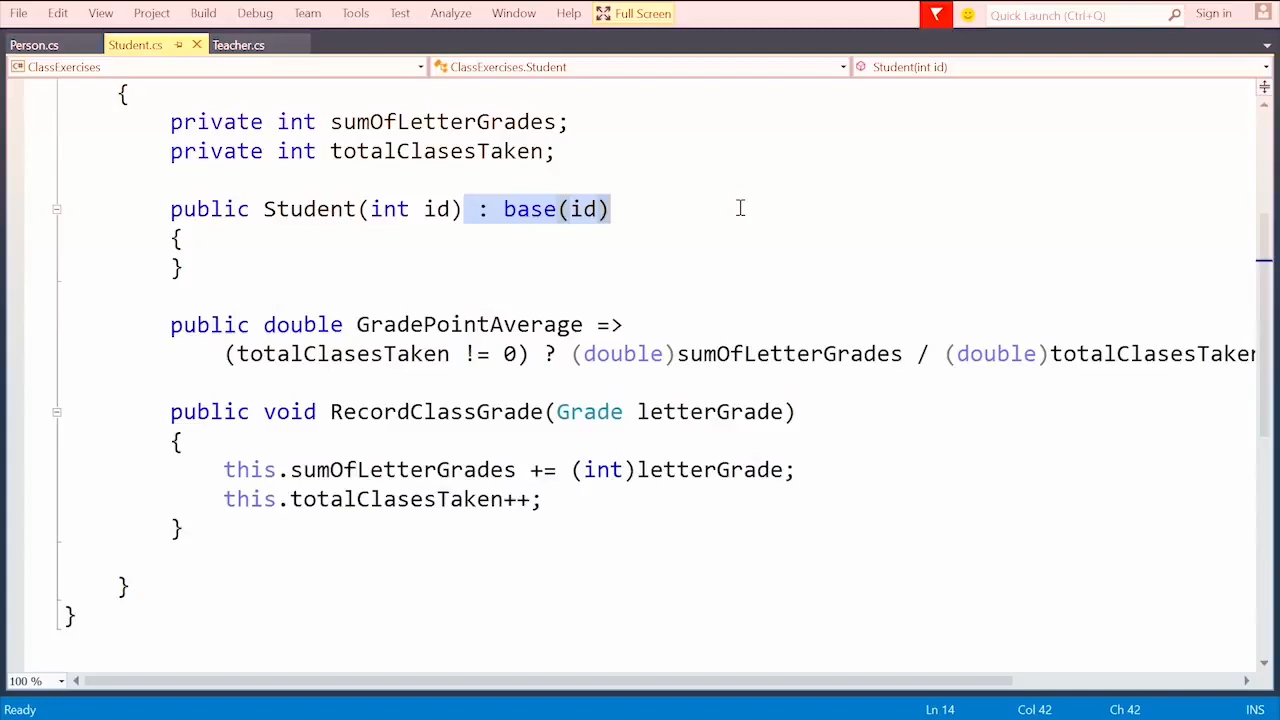 File Edit View Project Build Debug Team Tools Test Analyze Window Help Full Screen Quick Launch (Ctrl+Q) Sign in
Person.cs Student.cs Teacher.cs
C# ClassExercises ClassExercises.Student Student(int id)
{
private int sumOfLetterGrades;
private int totalClasesTaken;
public Student(int id) : base(id)
{
}
public double GradePointAverage =>
(totalClasesTaken != 0) ? (double)sumOfLetterGrades / (double)totalClasesTaken
public void RecordClassGrade(Grade letterGrade)
{
this.sumOfLetterGrades += (int)letterGrade;
this.totalClasesTaken++;
}
}
}
100 %
Ready Ln 14 Col 42 Ch 42 INS